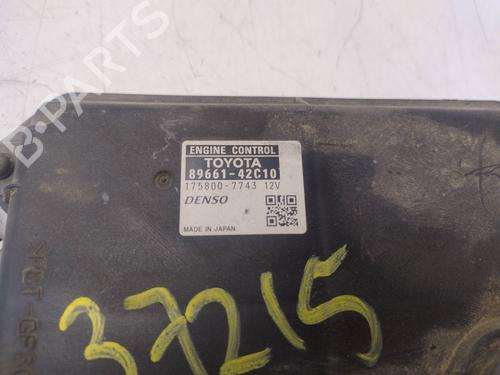 ENGINE CONTROL
TOYOTA
89661-42C10
175800-7743 12V
DENSO
MADE IN JAPAN
37215
B-PARTS